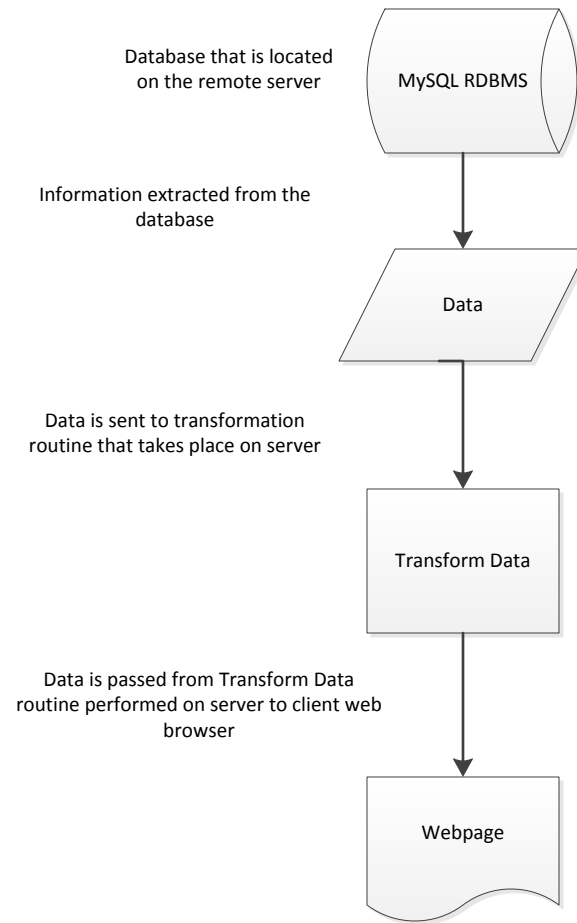 Database that is located
on the remote server
MySQL RDBMS
Information extracted from the
database
Data
Data is sent to transformation
routine that takes place on server
Transform Data
Data is passed from Transform Data
routine performed on server to client web
browser
Webpage